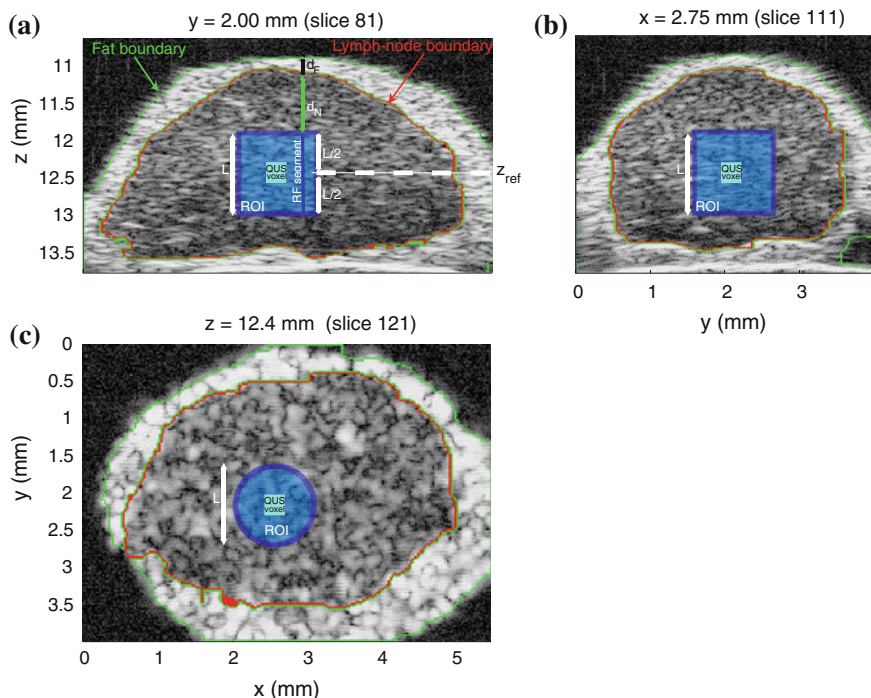 (a)
y = 2.00 mm (slice 81)
Fat boundary
Lymph-node boundary
d_F
d_N
z (mm)
11
11.5
12
12.5
13
13.5
L
QUS
voxel
RF segment
L/2
L/2
ROI
z_ref
(b)
x = 2.75 mm (slice 111)
L
QUS
voxel
ROI
0
1
2
3
y (mm)
(c)
z = 12.4 mm (slice 121)
y (mm)
0
0.5
1
1.5
2
2.5
3
3.5
L
QUS
voxel
ROI
0
1
2
3
4
5
x (mm)